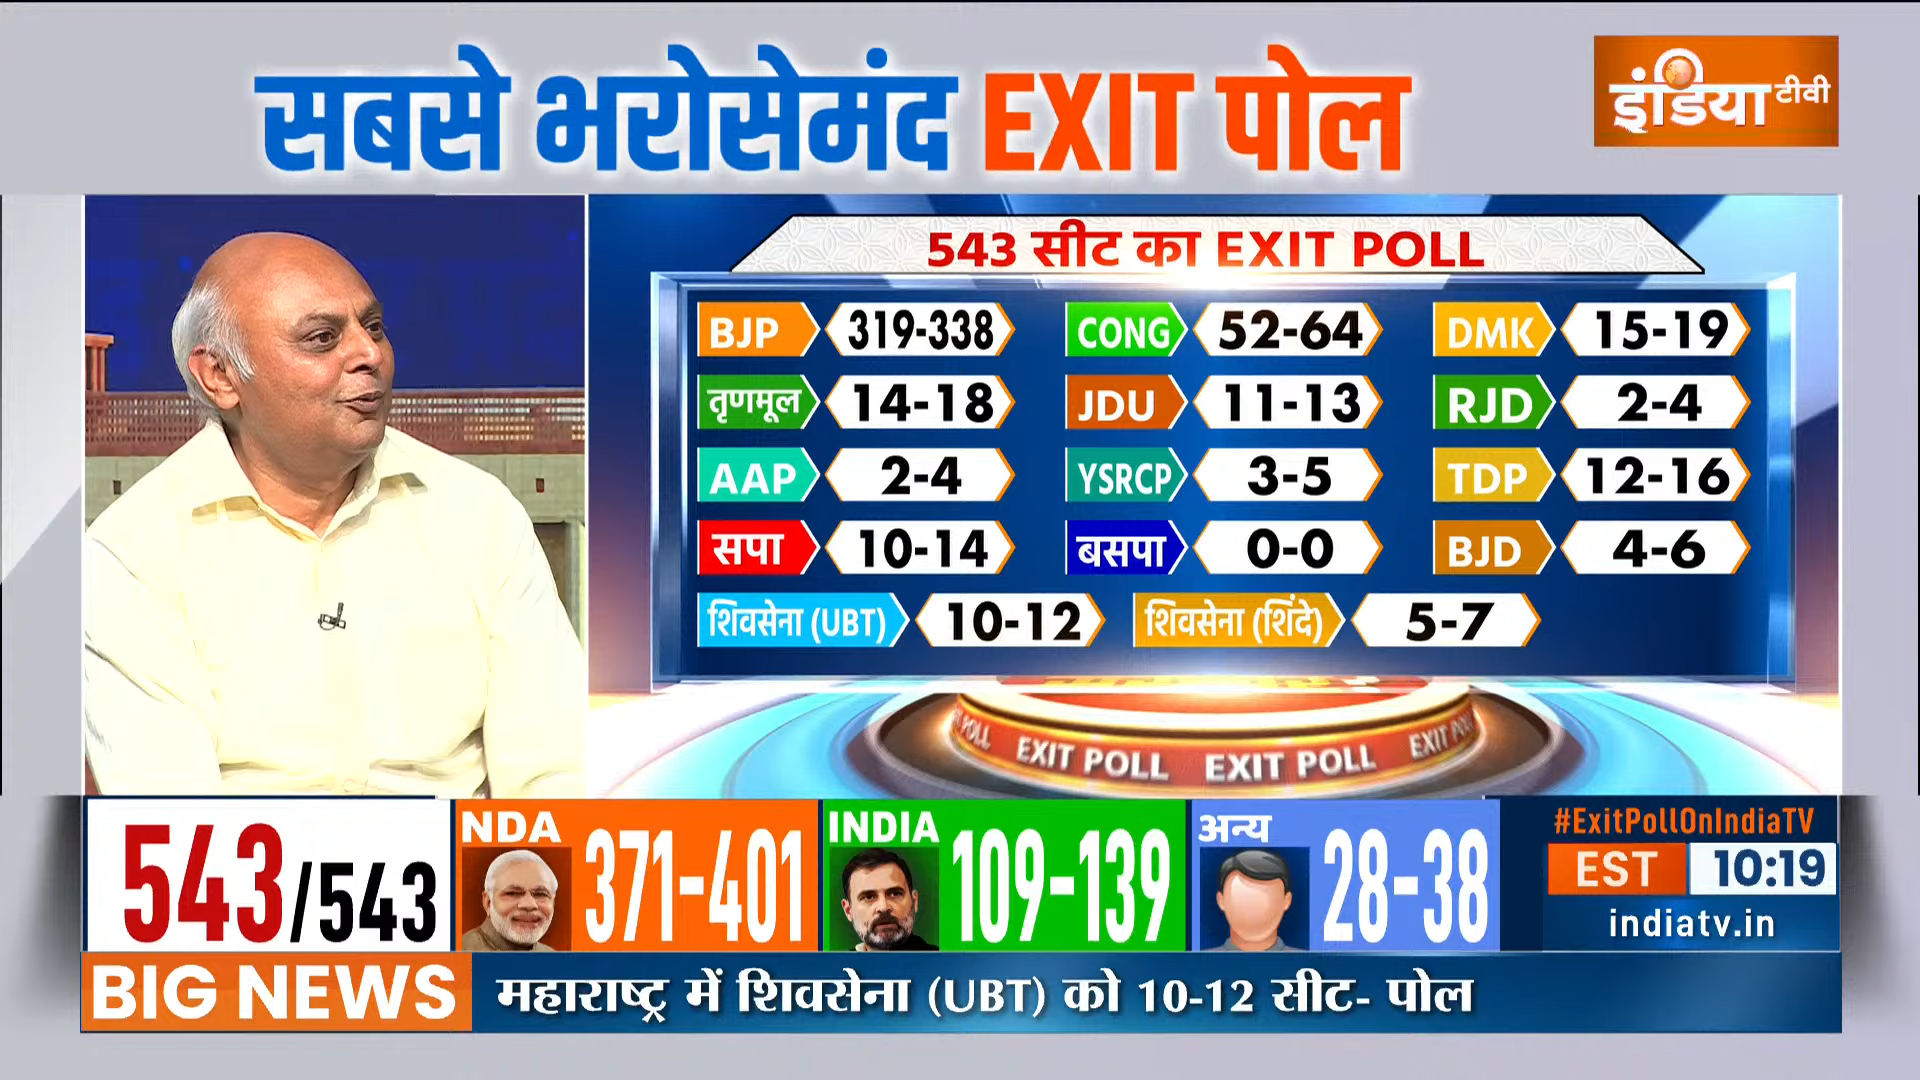 सबसे भरोसेमंद EXIT पोल
इंडिया टीवी
543 सीट का EXIT POLL
BJP 319-338 CONG 52-64 DMK 15-19
तृणमूल 14-18 JDU 11-13 RJD 2-4
AAP 2-4 YSRCP 3-5 TDP 12-16
सपा 10-14 बसपा 0-0 BJD 4-6
शिवसेना (UBT) 10-12 शिवसेना (शिंदे) 5-7
POLL EXIT POLL EXIT POLL EXIT POLL
543/543
NDA 371-401
INDIA 109-139
अन्य 28-38
#ExitPollOnIndiaTV
EST 10:19
indiatv.in
BIG NEWS महाराष्ट्र में शिवसेना (UBT) को 10-12 सीट- पोल